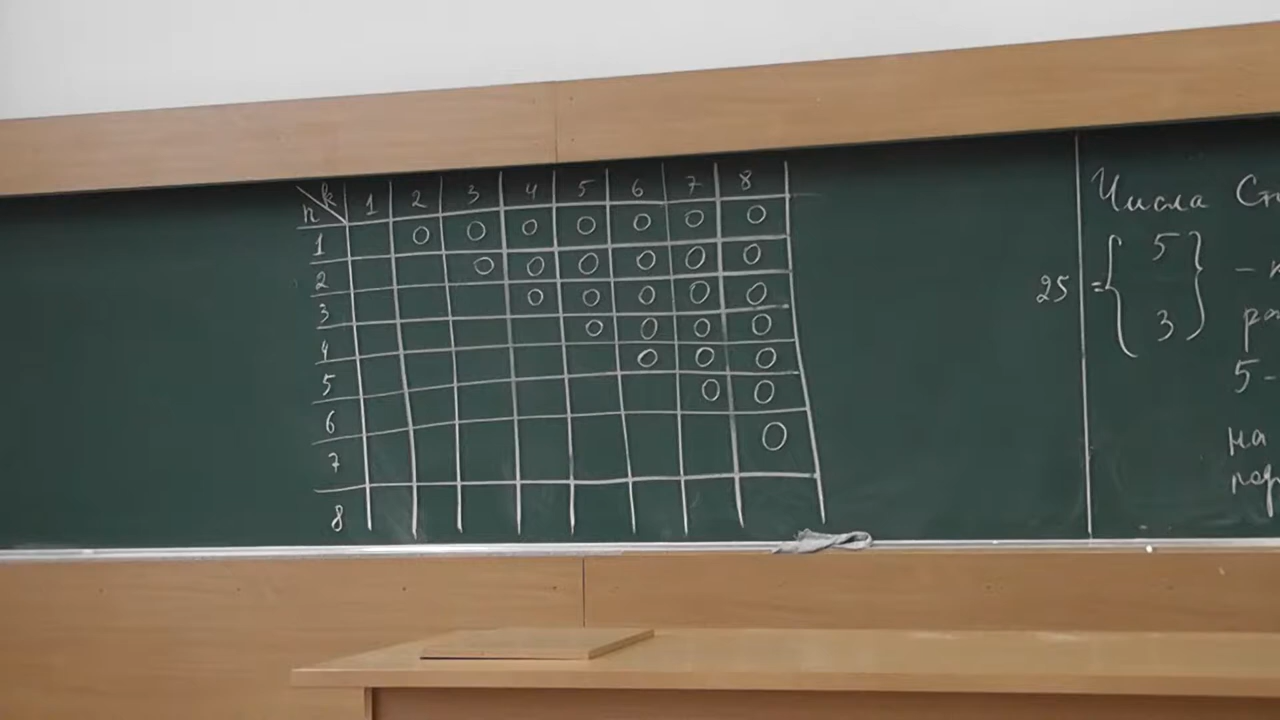 n k 1 2 3 4 5 6 7 8
1 0 0 0 0 0 0 0
2 0 0 0 0 0 0
3 0 0 0 0 0
4 0 0 0 0
5 0 0 0
6 0 0
7 0
8
Числа
25 = { 5 3 } –
5 -
на